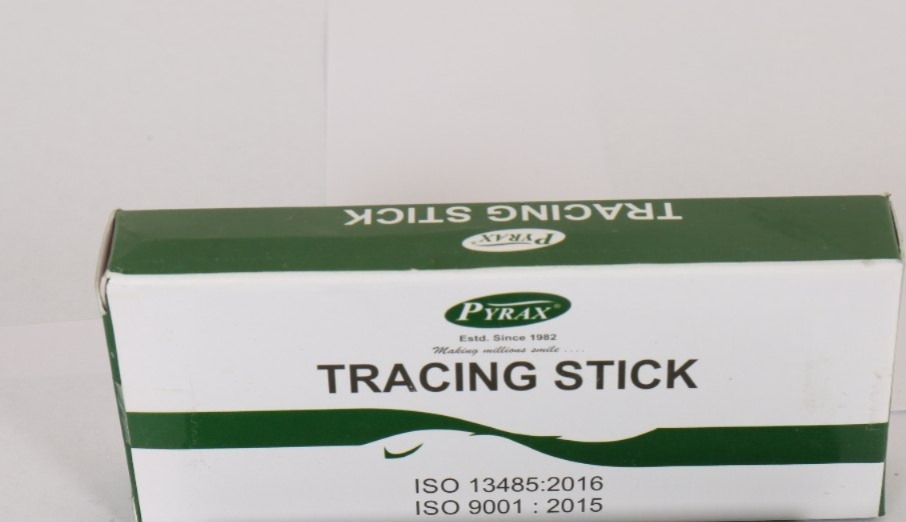 TRACING STICK
PYRAX
PYRAX®
Estd. Since 1982
Making millions smile ....
TRACING STICK
ISO 13485:2016
ISO 9001 : 2015